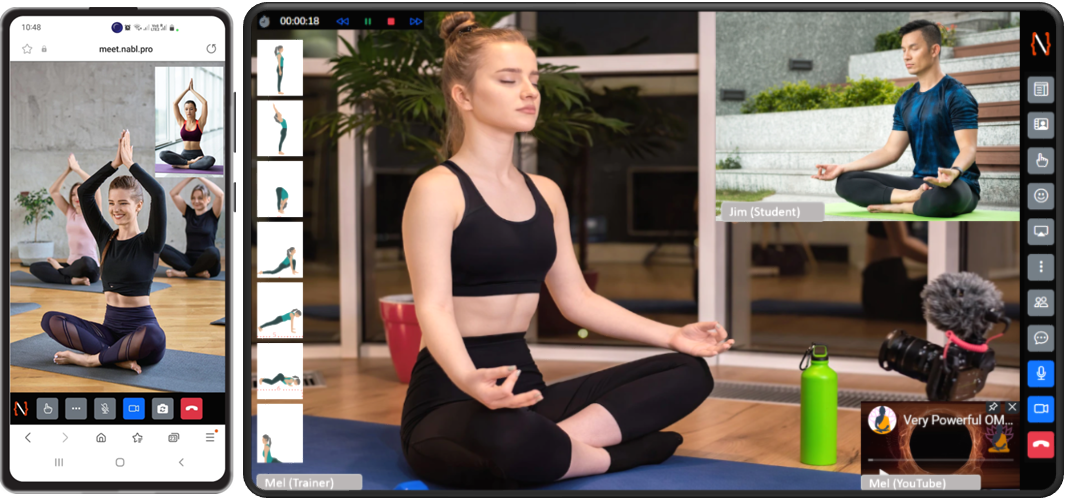 10:48
meet.nabl.pro
N
00:00:18
N
Jim (Student)
Very Powerful OM...
Mel (Trainer)
Mel (YouTube)